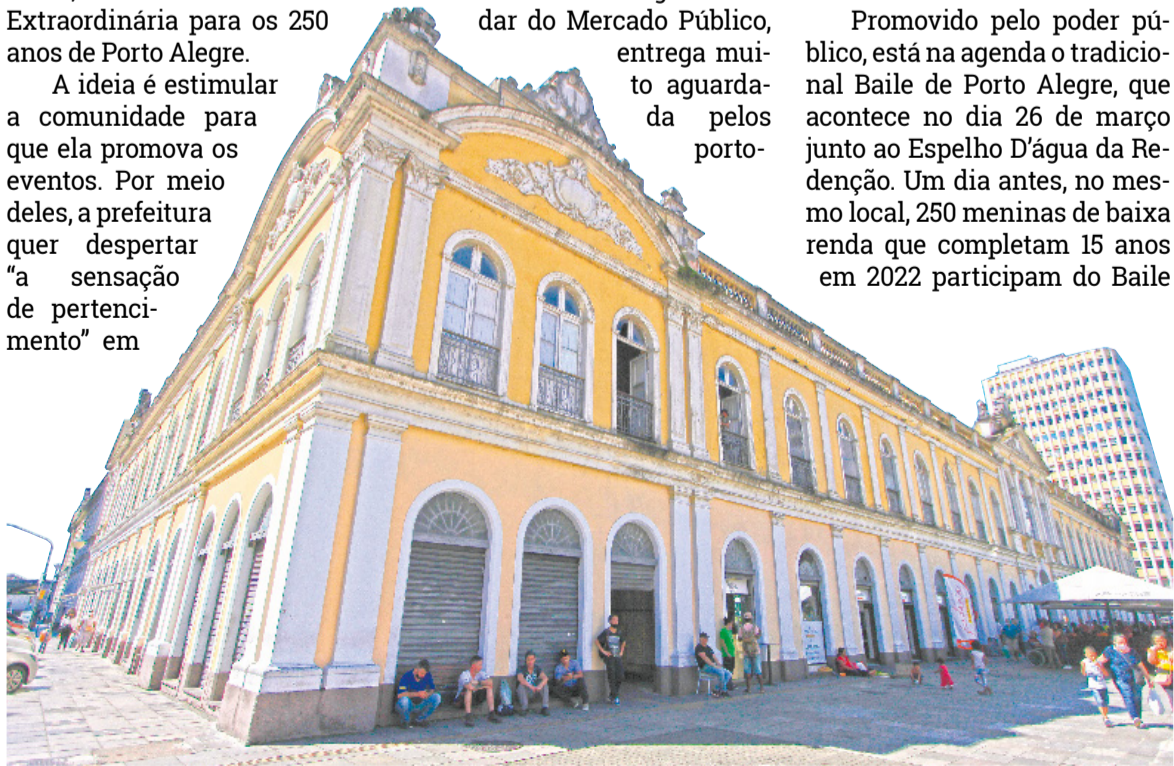 Extraordinária para os 250
anos de Porto Alegre.
A ideia é estimular
a comunidade para
que ela promova os
eventos. Por meio
deles, a prefeitura
quer despertar
“a sensação
de pertenci-
mento” em
dar do Mercado Público,
entrega mui-
to aguarda-
da pelos
porto-
Promovido pelo poder pú-
blico, está na agenda o tradicio-
nal Baile de Porto Alegre, que
acontece no dia 26 de março
junto ao Espelho D’água da Re-
denção. Um dia antes, no mes-
mo local, 250 meninas de baixa
renda que completam 15 anos
em 2022 participam do Baile